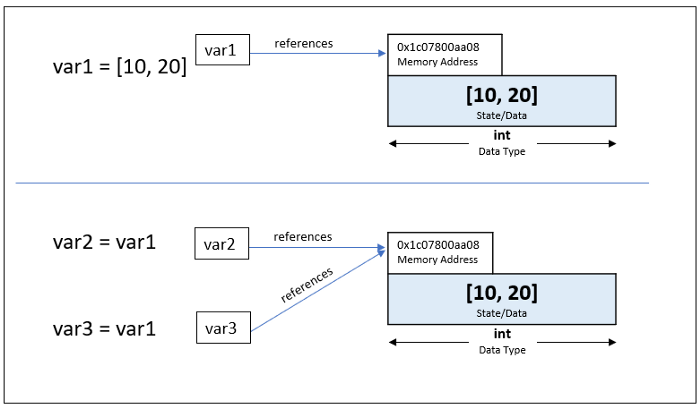 var1 = [10, 20]
var1
references
0x1c07800aa08
Memory Address
[10, 20]
State/Data
int
Data Type
var2 = var1
var2
references
0x1c07800aa08
Memory Address
references
[10, 20]
State/Data
var3 = var1
var3
int
Data Type